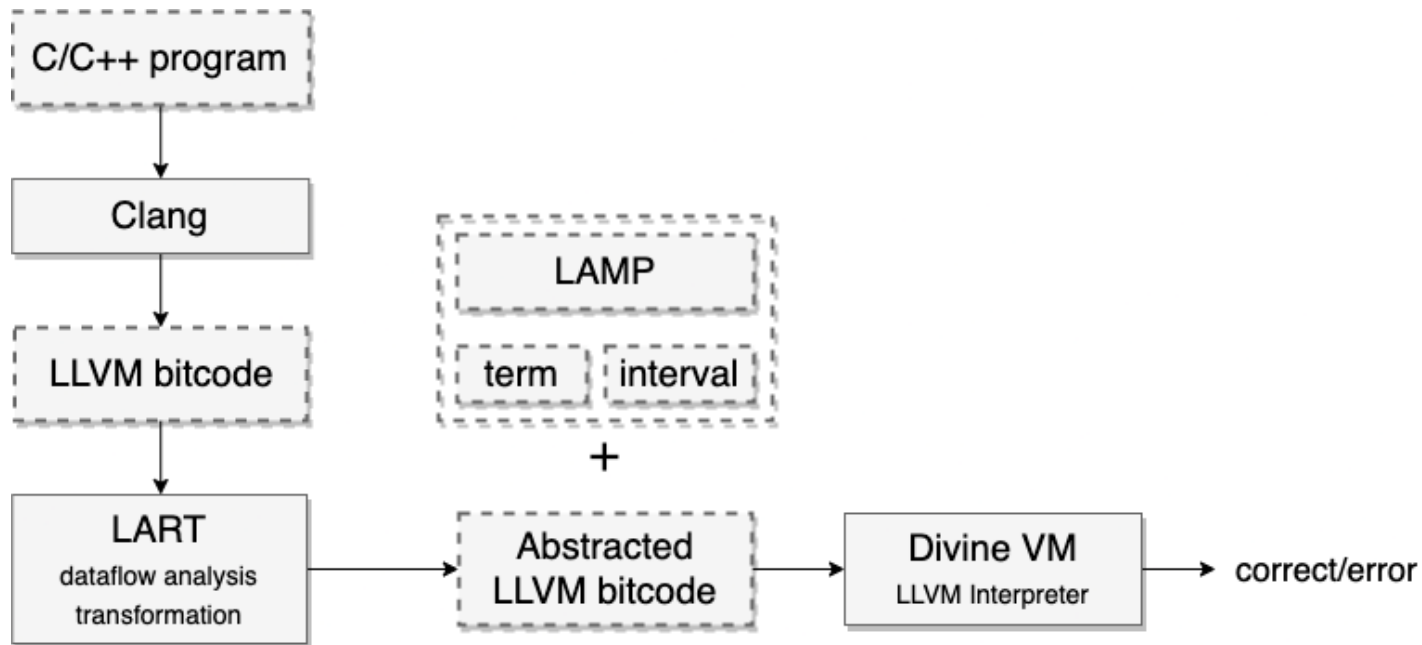 C/C++ program
Clang
LLVM bitcode
LART
dataflow analysis
transformation
LAMP
term
interval
+
Abstracted
LLVM bitcode
Divine VM
LLVM Interpreter
correct/error